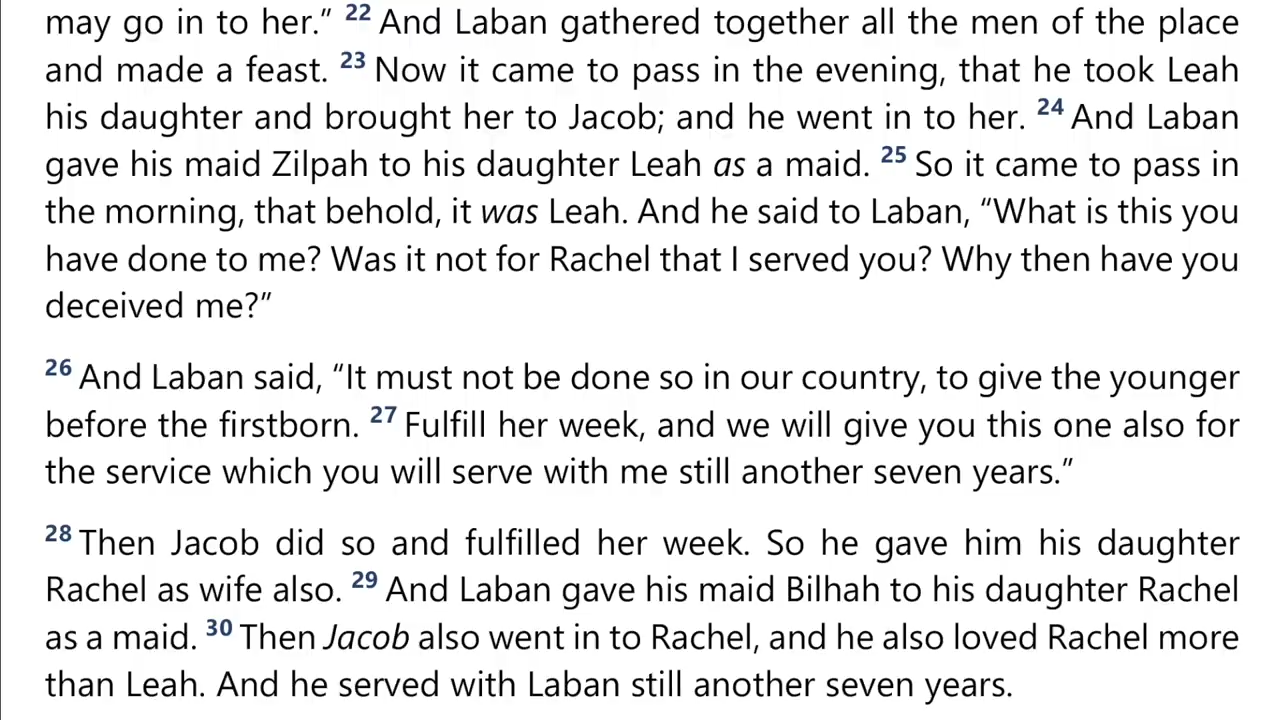 may go in to her.” 22 And Laban gathered together all the men of the place
and made a feast. 23 Now it came to pass in the evening, that he took Leah
his daughter and brought her to Jacob; and he went in to her. 24 And Laban
gave his maid Zilpah to his daughter Leah as a maid. 25 So it came to pass in
the morning, that behold, it was Leah. And he said to Laban, “What is this you
have done to me? Was it not for Rachel that I served you? Why then have you
deceived me?”
26 And Laban said, “It must not be done so in our country, to give the younger
before the firstborn. 27 Fulfill her week, and we will give you this one also for
the service which you will serve with me still another seven years.”
28 Then Jacob did so and fulfilled her week. So he gave him his daughter
Rachel as wife also. 29 And Laban gave his maid Bilhah to his daughter Rachel
as a maid. 30 Then Jacob also went in to Rachel, and he also loved Rachel more
than Leah. And he served with Laban still another seven years.